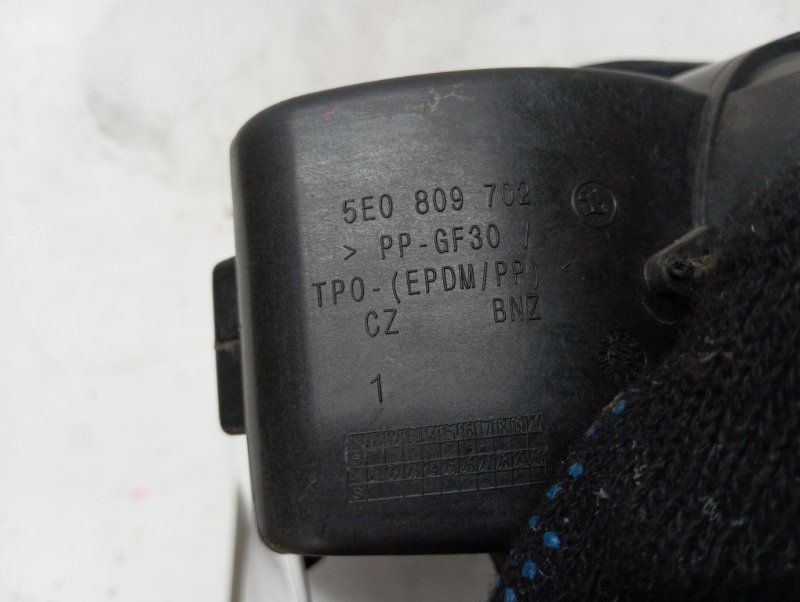 5E0 809 702
> PP-GF30 /
TPO-(EPDM/PP) <
CZ BNZ
1